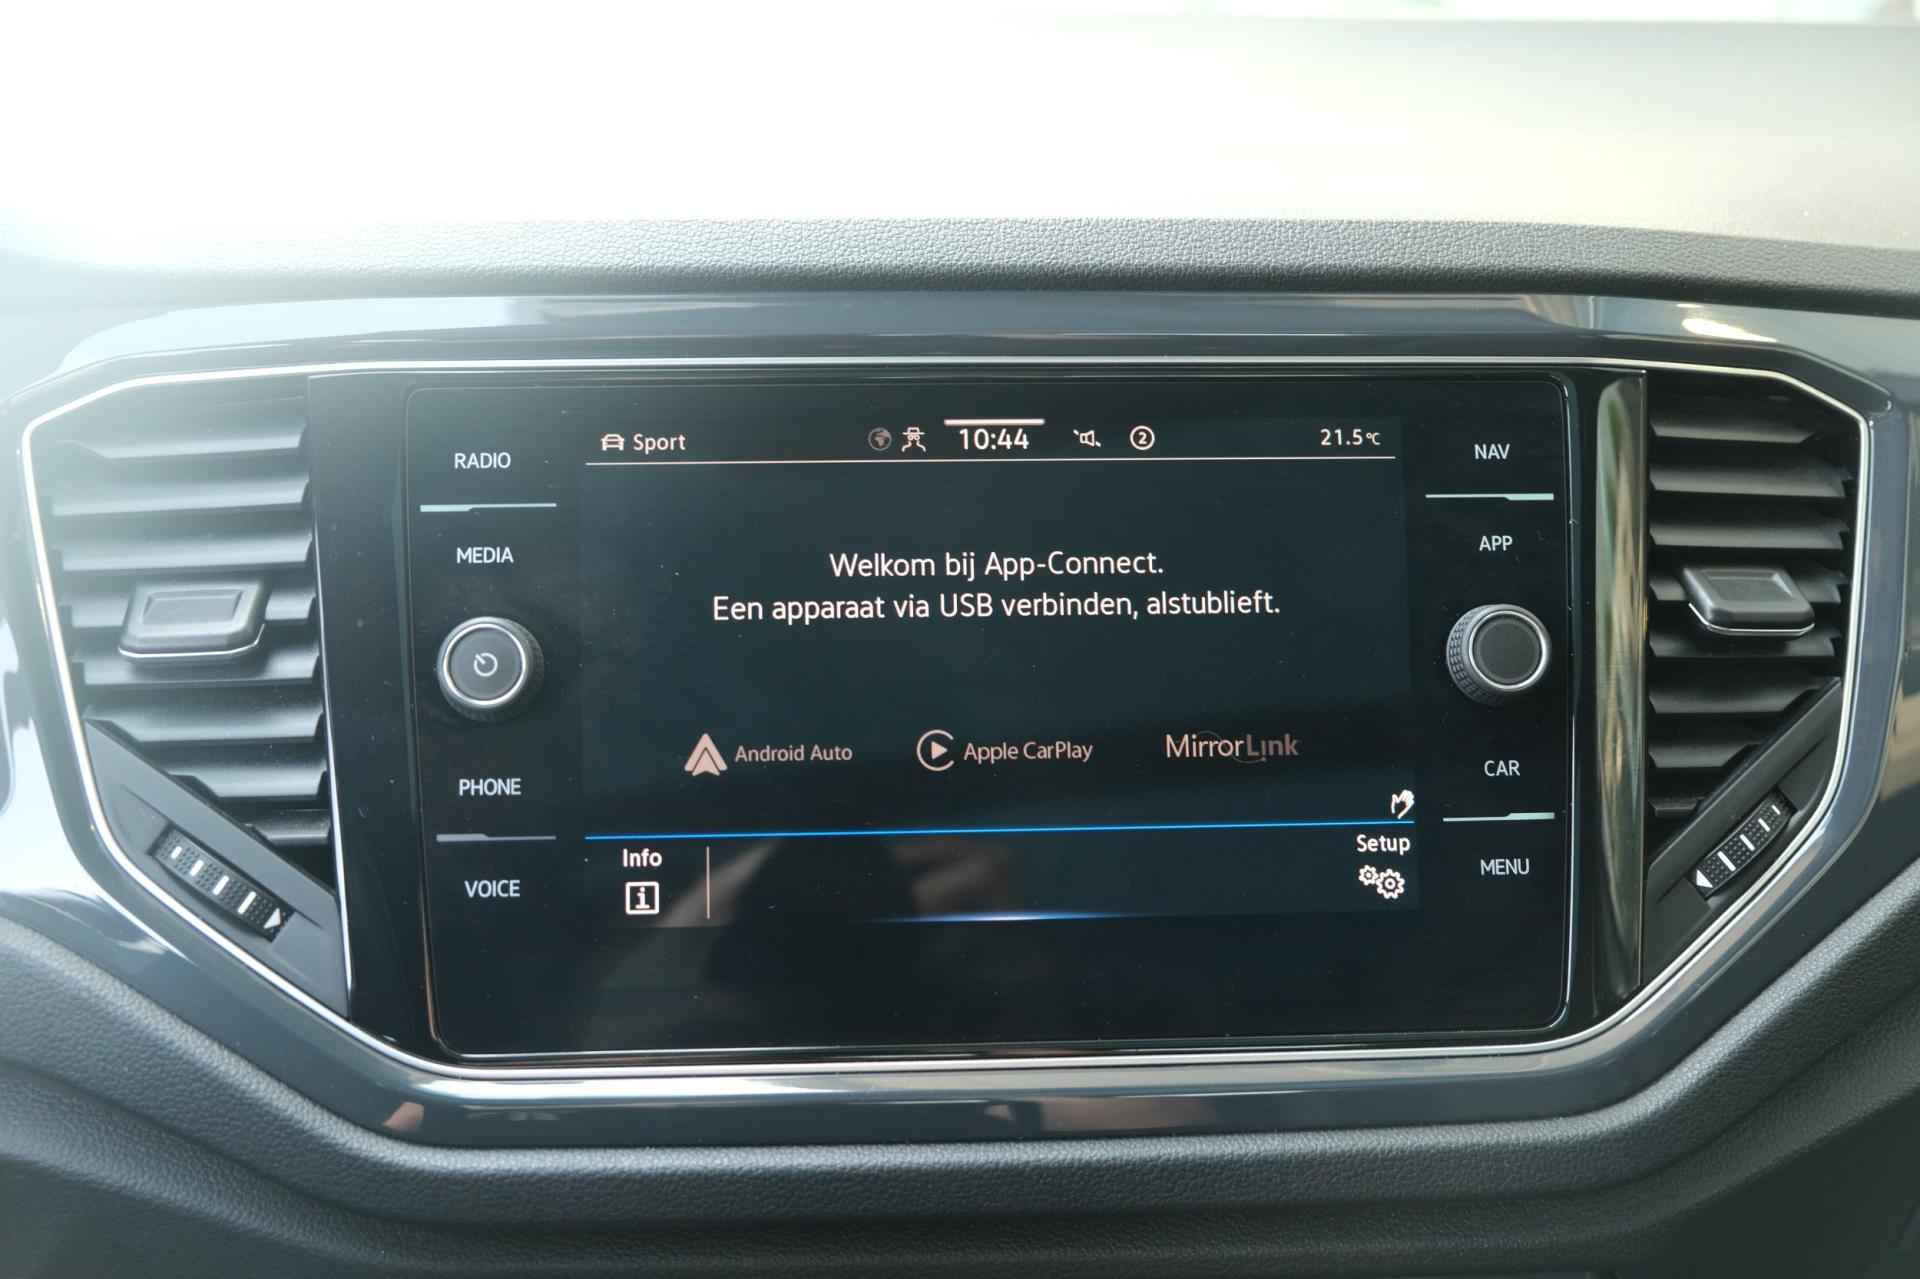 RADIO
MEDIA
PHONE
VOICE
Sport
10:44
2
21.5°C
Welkom bij App-Connect.
Een apparaat via USB verbinden, alstublieft.
Android Auto
Apple CarPlay
MirrorLink
Info
i
Setup
NAV
APP
CAR
MENU